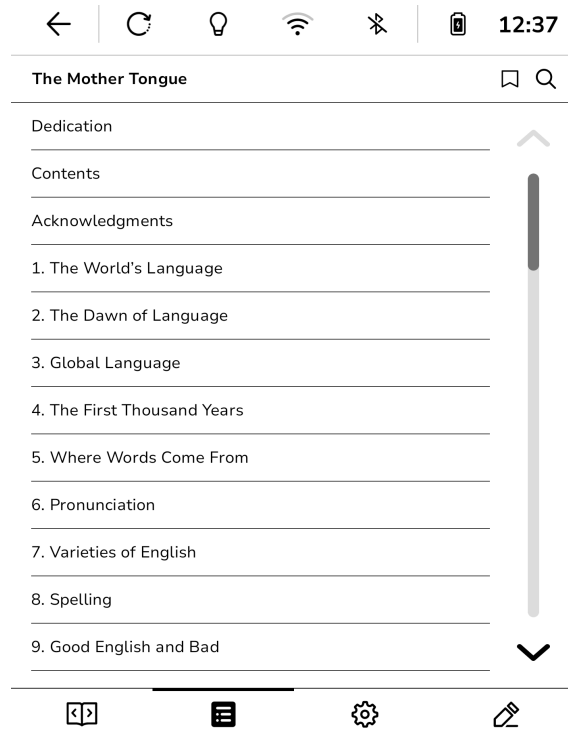 12:37
The Mother Tongue
Dedication
Contents
Acknowledgments
1. The World’s Language
2. The Dawn of Language
3. Global Language
4. The First Thousand Years
5. Where Words Come From
6. Pronunciation
7. Varieties of English
8. Spelling
9. Good English and Bad